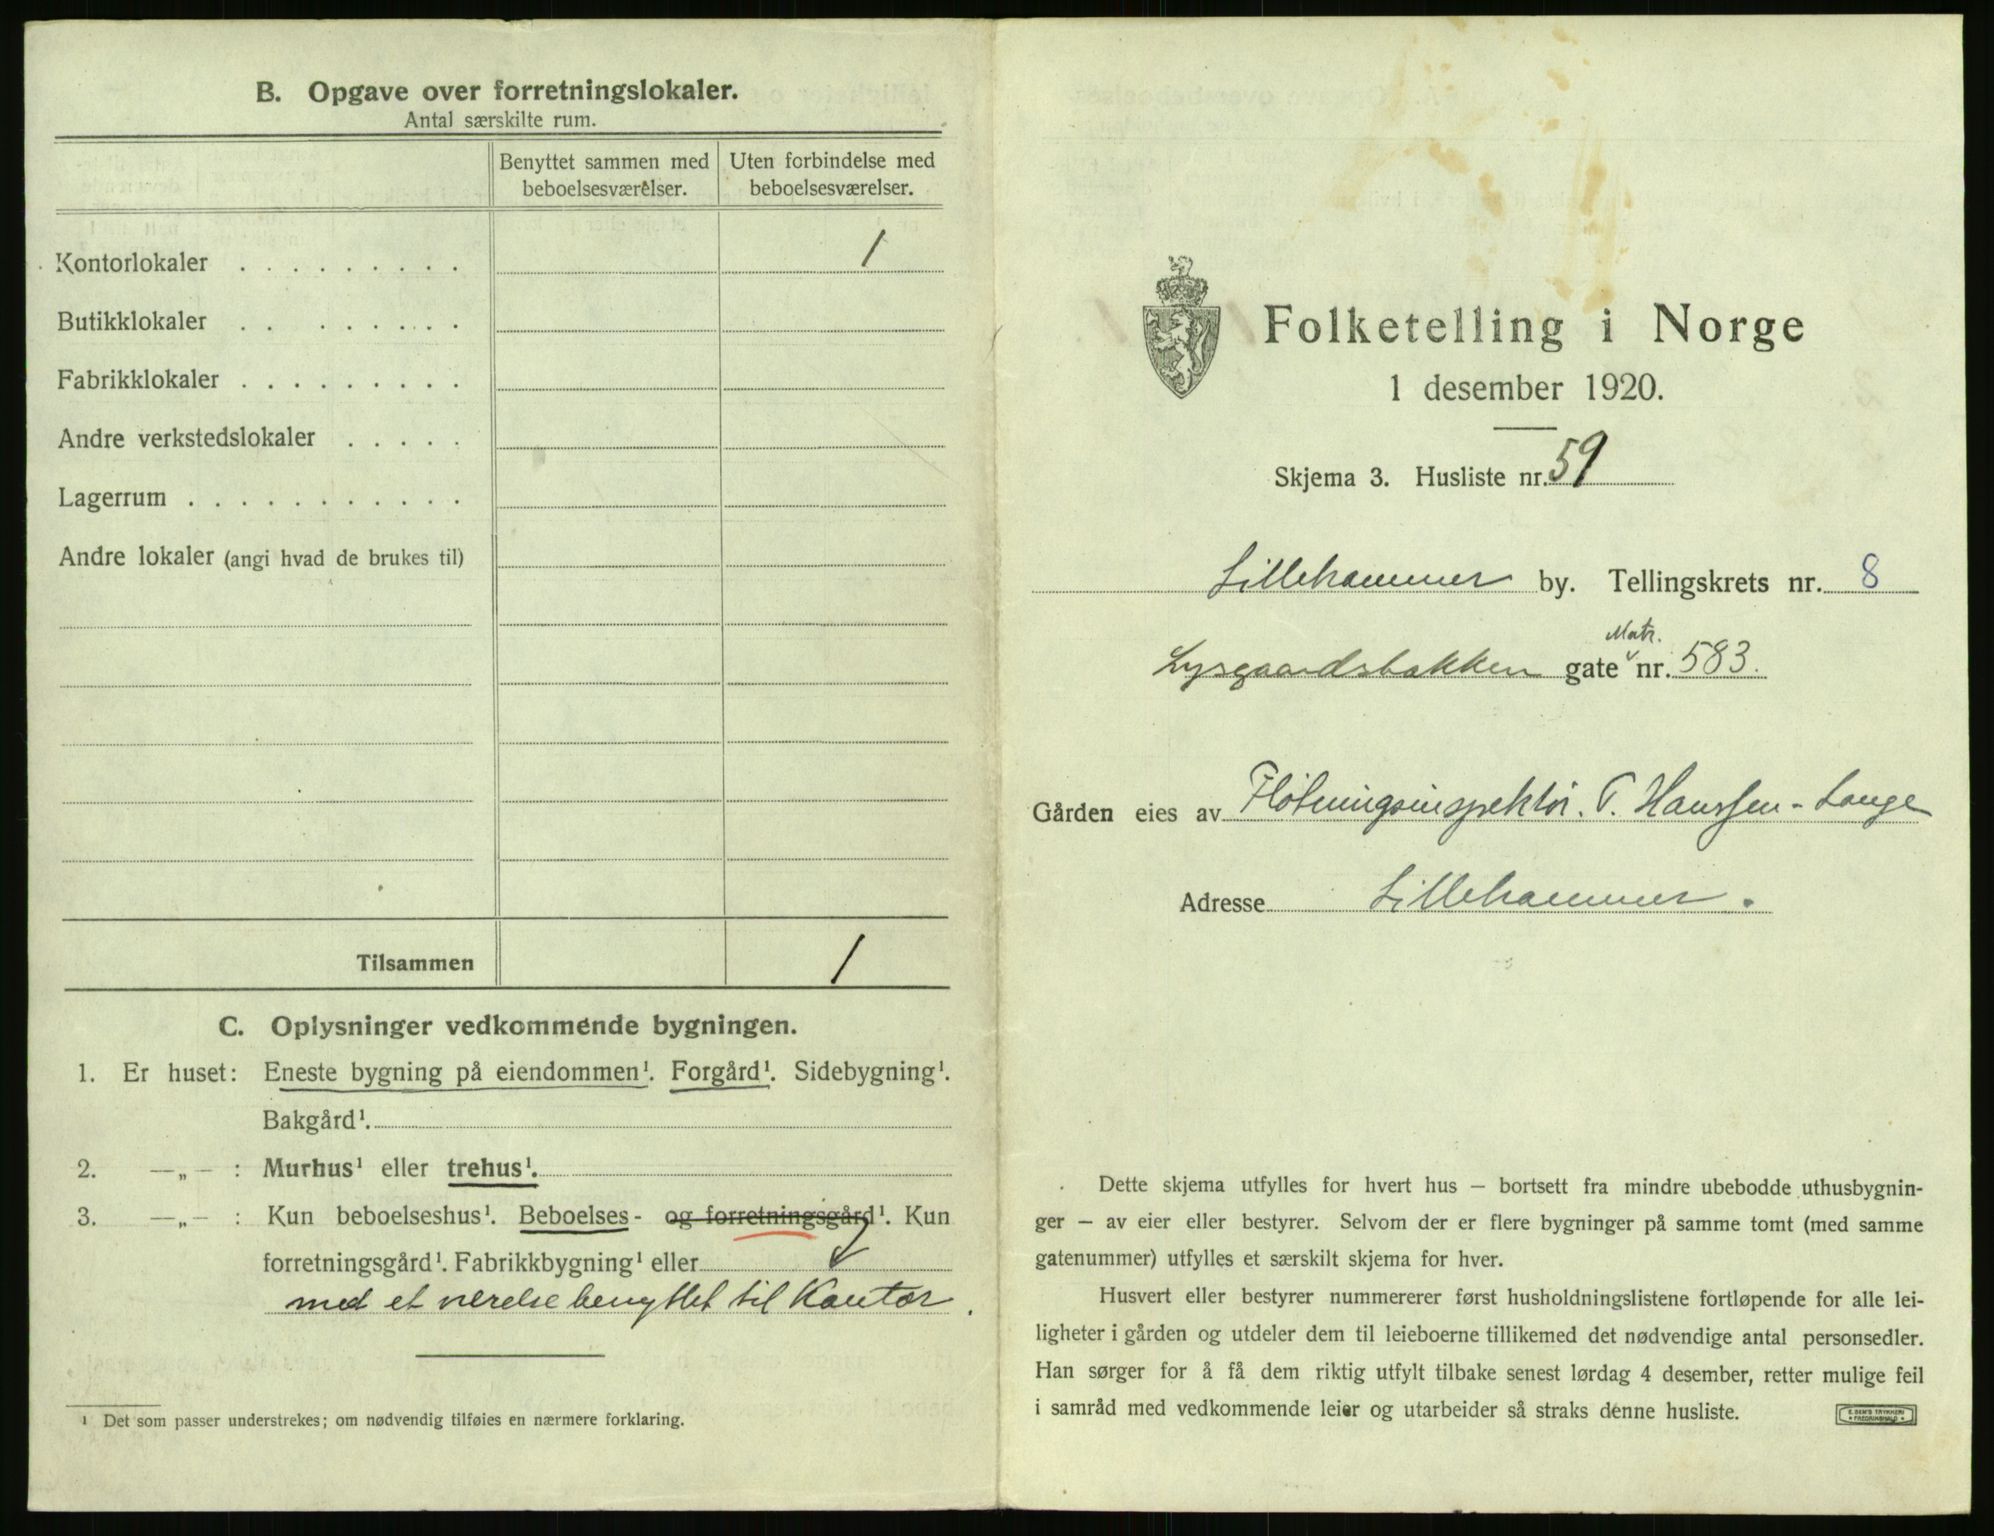 B. Opgave over forretningslokaler.
Antal særskilte rum.
Benyttet sammen med beboelsesværelser.
Uten forbindelse med beboelsesværelser.
Kontorlokaler . . . . . . . . . 1
Butikklokaler . . . . . . . . .
Fabrikklokaler . . . . . . . . .
Andre verkstedslokaler . . . . .
Lagerrum . . . . . . . . . . .
Andre lokaler (angi hvad de brukes til)
Tilsammen 1
C. Oplysninger vedkommende bygningen.
1. Er huset: Eneste bygning på eiendommen¹. Forgård¹. Sidebygning¹.
Bakgård¹.
2. —„— : Murhus¹ eller trehus¹.
3. —„— : Kun beboelseshus¹. Beboelses- og forretningsgård¹. Kun
forretningsgård¹. Fabrikkbygning¹ eller
med et værelse benyttet til Kontor.
¹ Det som passer understrekes; om nødvendig tilføies en nærmere forklaring.
Folketelling i Norge
1 desember 1920.
Skjema 3. Husliste nr. 59
Lillehammer by. Tellingskrets nr. 8
Matr.
Lysgaardsbakken gate nr. 583.
Gården eies av Fløtningsinspektør. T. Hanssen-Lange
Adresse Lillehammer.
Dette skjema utfylles for hvert hus — bortsett fra mindre ubebodde uthusbygnin-
ger — av eier eller bestyrer. Selvom der er flere bygninger på samme tomt (med samme
gatenummer) utfylles et særskilt skjema for hver.
Husvert eller bestyrer nummererer først husholdningslistene fortløpende for alle lei-
ligheter i gården og utdeler dem til leieboerne tillikemed det nødvendige antal personsedler.
Han sørger for å få dem riktig utfylt tilbake senest lørdag 4 desember, retter mulige feil
i samråd med vedkommende leier og utarbeider så straks denne husliste.